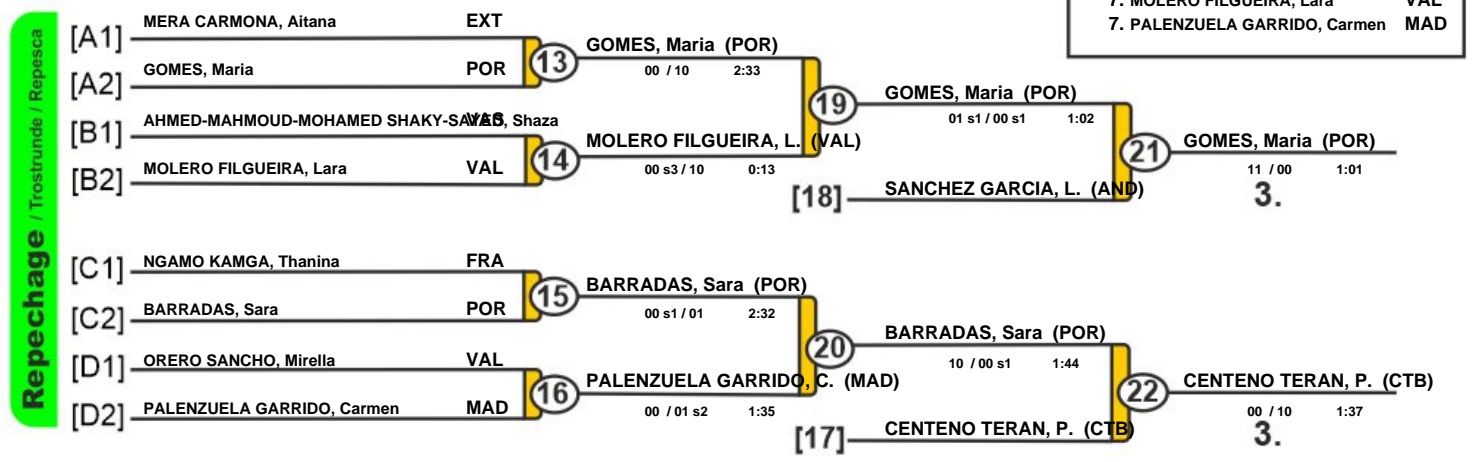 7. MOLERO FILGUEIRA, Lara VAL
7. PALENZUELA GARRIDO, Carmen MAD
Repechage / Trostrunde / Repesca
[A1] MERA CARMONA, Aitana EXT
[A2] GOMES, Maria POR
13 GOMES, Maria (POR)
00 / 10 2:33
[B1] AHMED-MAHMOUD-MOHAMED SHAKY-SAYED, Shaza VAS
[B2] MOLERO FILGUEIRA, Lara VAL
14 MOLERO FILGUEIRA, L. (VAL)
00 s3 / 10 0:13
19 GOMES, Maria (POR)
01 s1 / 00 s1 1:02
[18] SANCHEZ GARCIA, L. (AND)
21 GOMES, Maria (POR)
11 / 00 1:01
3.
[C1] NGAMO KAMGA, Thanina FRA
[C2] BARRADAS, Sara POR
15 BARRADAS, Sara (POR)
00 s1 / 01 2:32
[D1] ORERO SANCHO, Mirella VAL
[D2] PALENZUELA GARRIDO, Carmen MAD
16 PALENZUELA GARRIDO, C. (MAD)
00 / 01 s2 1:35
20 BARRADAS, Sara (POR)
10 / 00 s1 1:44
[17] CENTENO TERAN, P. (CTB)
22 CENTENO TERAN, P. (CTB)
00 / 10 1:37
3.